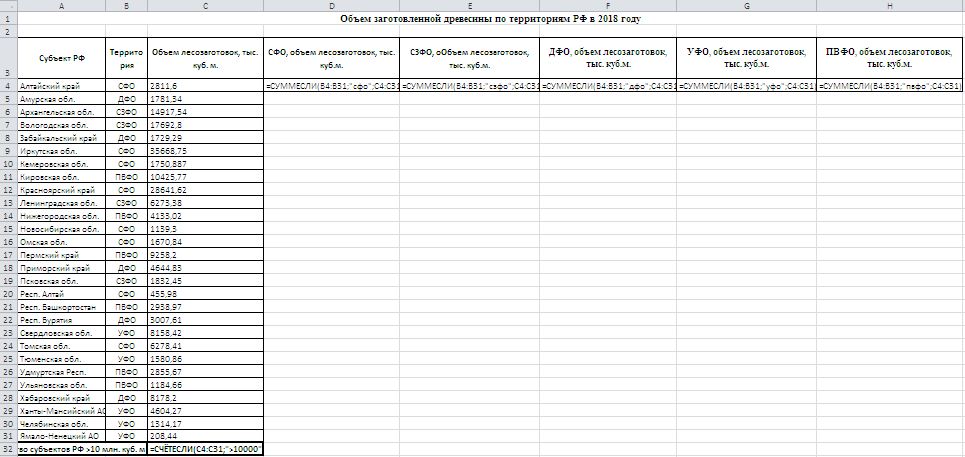 A B C D E F G H
1 Объем заготовленной древесины по территориям РФ в 2018 году
2
3 Субъект РФ Террито рия Объем лесозаготовок, тыс. куб. м. СФО, объем лесозаготовок, тыс. куб.м. СЗФО, оОбъем лесозаготовок, тыс. куб.м. ДФО, объем лесозаготовок, тыс. куб.м. УФО, объем лесозаготовок, тыс. куб.м. ПВФО, объем лесозаготовок, тыс. куб.м.
4 Алтайский край СФО 2811,6 =СУММЕСЛИ(B4:B31;"сфо";C4:C31 =СУММЕСЛИ(B4:B31;"сзфо";C4:C31 =СУММЕСЛИ(B4:B31;"дфо";C4:C31 =СУММЕСЛИ(B4:B31;"уфо";C4:C31) =СУММЕСЛИ(B4:B31;"пвфо";C4:C31)
5 Амурская обл. ДФО 1781,54
6 Архангельская обл. СЗФО 14917,54
7 Вологодская обл. СЗФО 17692,8
8 Забайкальский край ДФО 1729,29
9 Иркутская обл. СФО 35668,75
10 Кемеровская обл. СФО 1750,887
11 Кировская обл. ПВФО 10425,77
12 Красноярский край СФО 28641,62
13 Ленинградская обл. СЗФО 6273,38
14 Нижегородская обл. ПВФО 4133,02
15 Новосибирская обл. СФО 1139,3
16 Омская обл. СФО 1670,84
17 Пермский край ПВФО 9258,2
18 Приморский край ДФО 4644,83
19 Псковская обл. СЗФО 1832,45
20 Респ. Алтай СФО 455,98
21 Респ. Башкортостан ПВФО 2938,97
22 Респ. Бурятия ДФО 3007,61
23 Свердловская обл. УФО 8158,42
24 Томская обл. СФО 6278,41
25 Тюменская обл. УФО 1580,86
26 Удмуртская Респ. ПВФО 2855,67
27 Ульяновская обл. ПВФО 1184,66
28 Хабаровский край ДФО 8178,2
29 Ханты-Мансийский АО УФО 4604,27
30 Челябинская обл. УФО 1314,17
31 Ямало-Ненецкий АО УФО 208,44
32 во субъектов РФ >10 млн. куб. м =СЧЁТЕСЛИ(C4:C31;">10000"